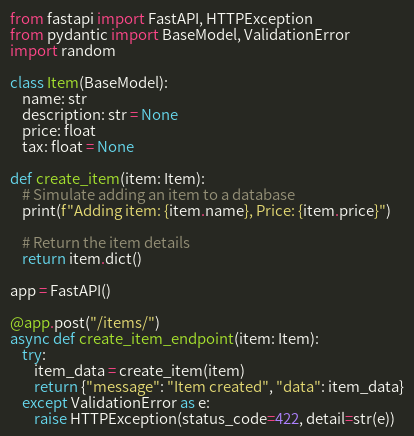 from fastapi import FastAPI, HTTPException
from pydantic import BaseModel, ValidationError
import random

class Item(BaseModel):
    name: str
    description: str = None
    price: float
    tax: float = None

def create_item(item: Item):
    # Simulate adding an item to a database
    print(f"Adding item: {item.name}, Price: {item.price}")

    # Return the item details
    return item.dict()

app = FastAPI()

@app.post("/items/")
async def create_item_endpoint(item: Item):
    try:
        item_data = create_item(item)
        return {"message": "Item created", "data": item_data}
    except ValidationError as e:
        raise HTTPException(status_code=422, detail=str(e))